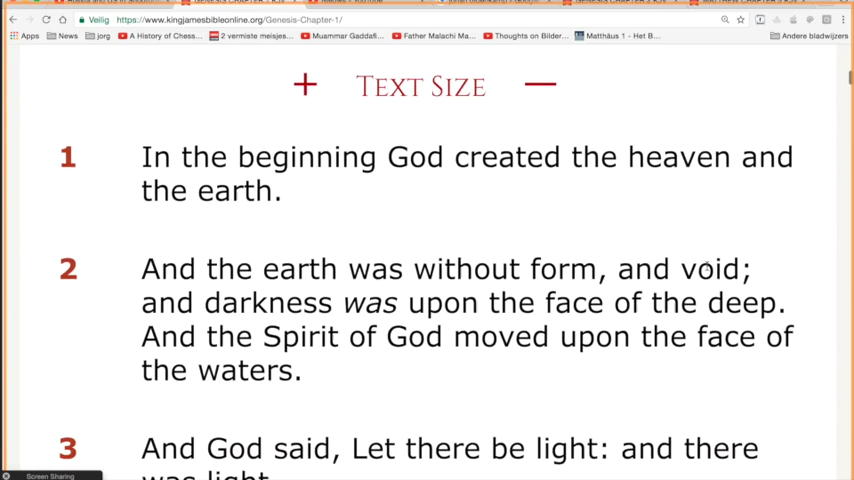 Veilig https://www.kingjamesbibleonline.org/Genesis-Chapter-1/
Apps News jorg A History of Chess... 2 vermiste meisjes... Muammar Gaddafi... Father Malachi Ma... Thoughts on Bilder... Matthäus 1 - Het B... Andere bladwijzers
+ TEXT SIZE —
1 In the beginning God created the heaven and
the earth.
2 And the earth was without form, and void;
and darkness was upon the face of the deep.
And the Spirit of God moved upon the face of
the waters.
3 And God said, Let there be light: and there
was light
Screen Sharing